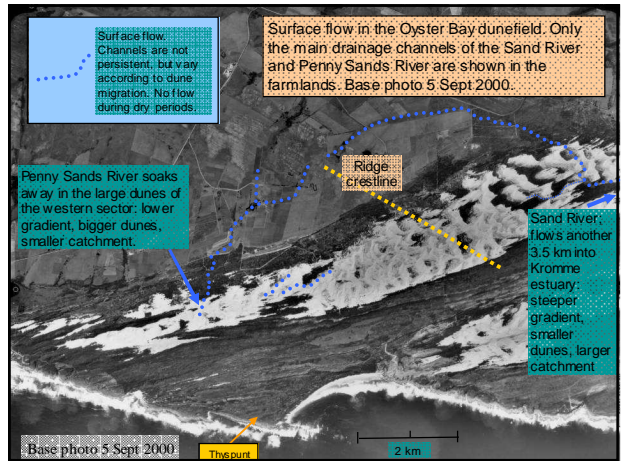 Surface flow.
Channels are not
persistent, but vary
according to dune
migration. No flow
during dry periods.
Surface flow in the Oyster Bay dunefield. Only
the main drainage channels of the Sand River
and Penny Sands River are shown in the
farmlands. Base photo 5 Sept 2000.
Penny Sands River soaks
away in the large dunes of
the western sector: lower
gradient, bigger dunes,
smaller catchment.
Ridge
crestline
Sand River;
flows another
3.5 km into
Kromme
estuary:
steeper
gradient,
smaller
dunes, larger
catchment
Base photo 5 Sept 2000
Thyspunt
2 km